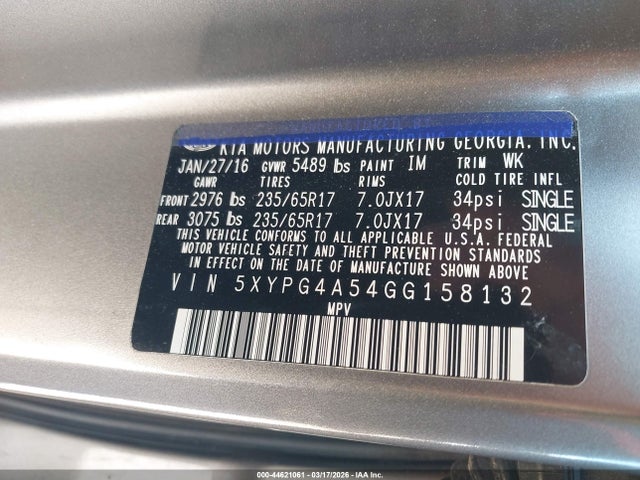 KIA MOTORS MANUFACTURING GEORGIA, INC.
JAN/27/16 GVWR 5489 lbs PAINT IM TRIM WK
GAWR TIRES RIMS COLD TIRE INFL
FRONT 2976 lbs 235/65R17 7.0JX17 34psi SINGLE
REAR 3075 lbs 235/65R17 7.0JX17 34psi SINGLE
THIS VEHICLE CONFORMS TO ALL APPLICABLE U.S.A. FEDERAL
MOTOR VEHICLE SAFETY AND THEFT PREVENTION STANDARDS
IN EFFECT ON THE DATE OF MANUFACTURE SHOWN ABOVE.
VIN 5XYPG4A54GG158132
MPV
000-44621061 - 03/17/2026 - IAA Inc.